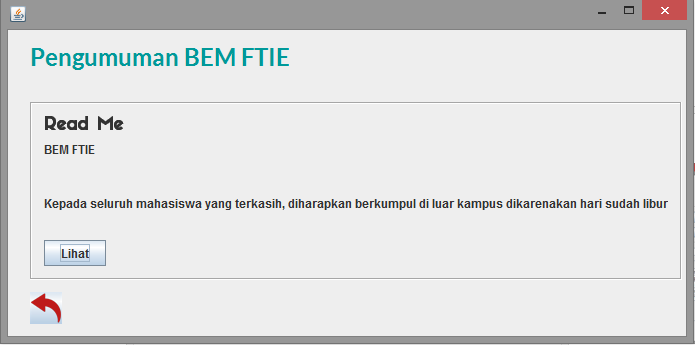 Pengumuman BEM FTIE
Read Me
BEM FTIE
Kepada seluruh mahasiswa yang terkasih, diharapkan berkumpul di luar kampus dikarenakan hari sudah libur
Lihat